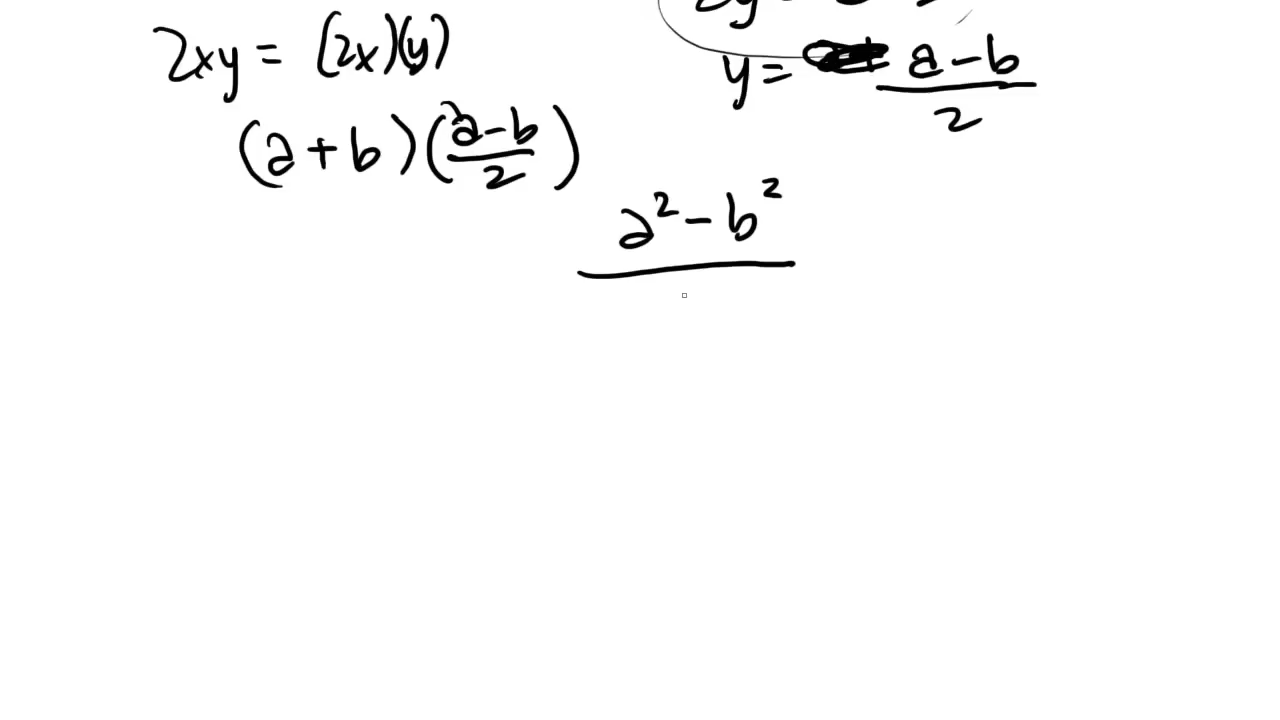 2xy = (2x)(y)
y = a - b / 2
(a + b)(a - b / 2)
a² - b²